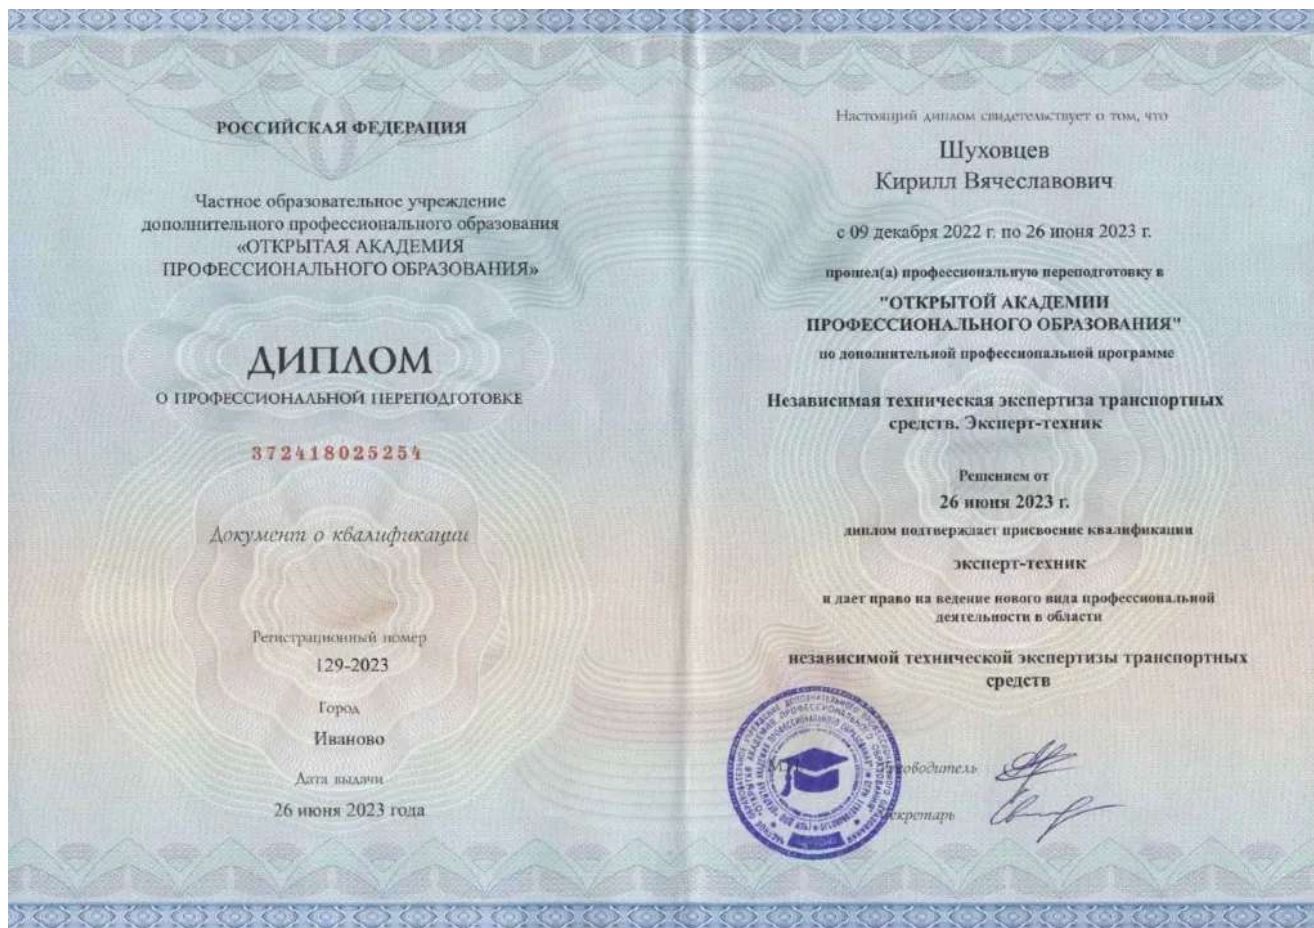 РОССИЙСКАЯ ФЕДЕРАЦИЯ
Частное образовательное учреждение
дополнительного профессионального образования
«ОТКРЫТАЯ АКАДЕМИЯ
ПРОФЕССИОНАЛЬНОГО ОБРАЗОВАНИЯ»
ДИПЛОМ
О ПРОФЕССИОНАЛЬНОЙ ПЕРЕПОДГОТОВКЕ
372418025254
Документ о квалификации
Регистрационный номер
129-2023
Город
Иваново
Дата выдачи
26 июня 2023 года
Настоящий диплом свидетельствует о том, что
Шуховцев
Кирилл Вячеславович
с 09 декабря 2022 г. по 26 июня 2023 г.
прошел(а) профессиональную переподготовку в
"ОТКРЫТОЙ АКАДЕМИИ
ПРОФЕССИОНАЛЬНОГО ОБРАЗОВАНИЯ"
по дополнительной профессиональной программе
Независимая техническая экспертиза транспортных
средств. Эксперт-техник
Решением от
26 июня 2023 г.
диплом подтверждает присвоение квалификации
эксперт-техник
и дает право на ведение нового вида профессиональной
деятельности в области
независимой технической экспертизы транспортных
средств
Руководитель
Секретарь